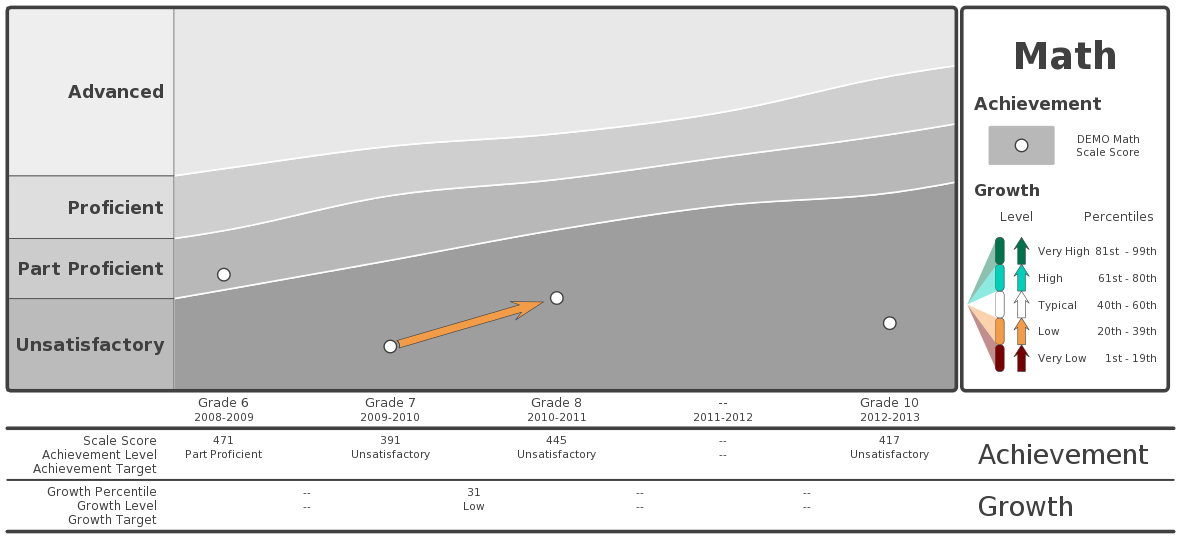 Advanced
Proficient
Part Proficient
Unsatisfactory
Math
Achievement
DEMO Math
Scale Score
Growth
Level Percentiles
Very High 81st - 99th
High 61st - 80th
Typical 40th - 60th
Low 20th - 39th
Very Low 1st - 19th
Grade 6 Grade 7 Grade 8 -- Grade 10
2008-2009 2009-2010 2010-2011 2011-2012 2012-2013
Scale Score 471 391 445 -- 417
Achievement Level Part Proficient Unsatisfactory Unsatisfactory -- Unsatisfactory
Achievement Target
Achievement
Growth Percentile -- 31 -- --
Growth Level -- Low -- --
Growth Target
Growth